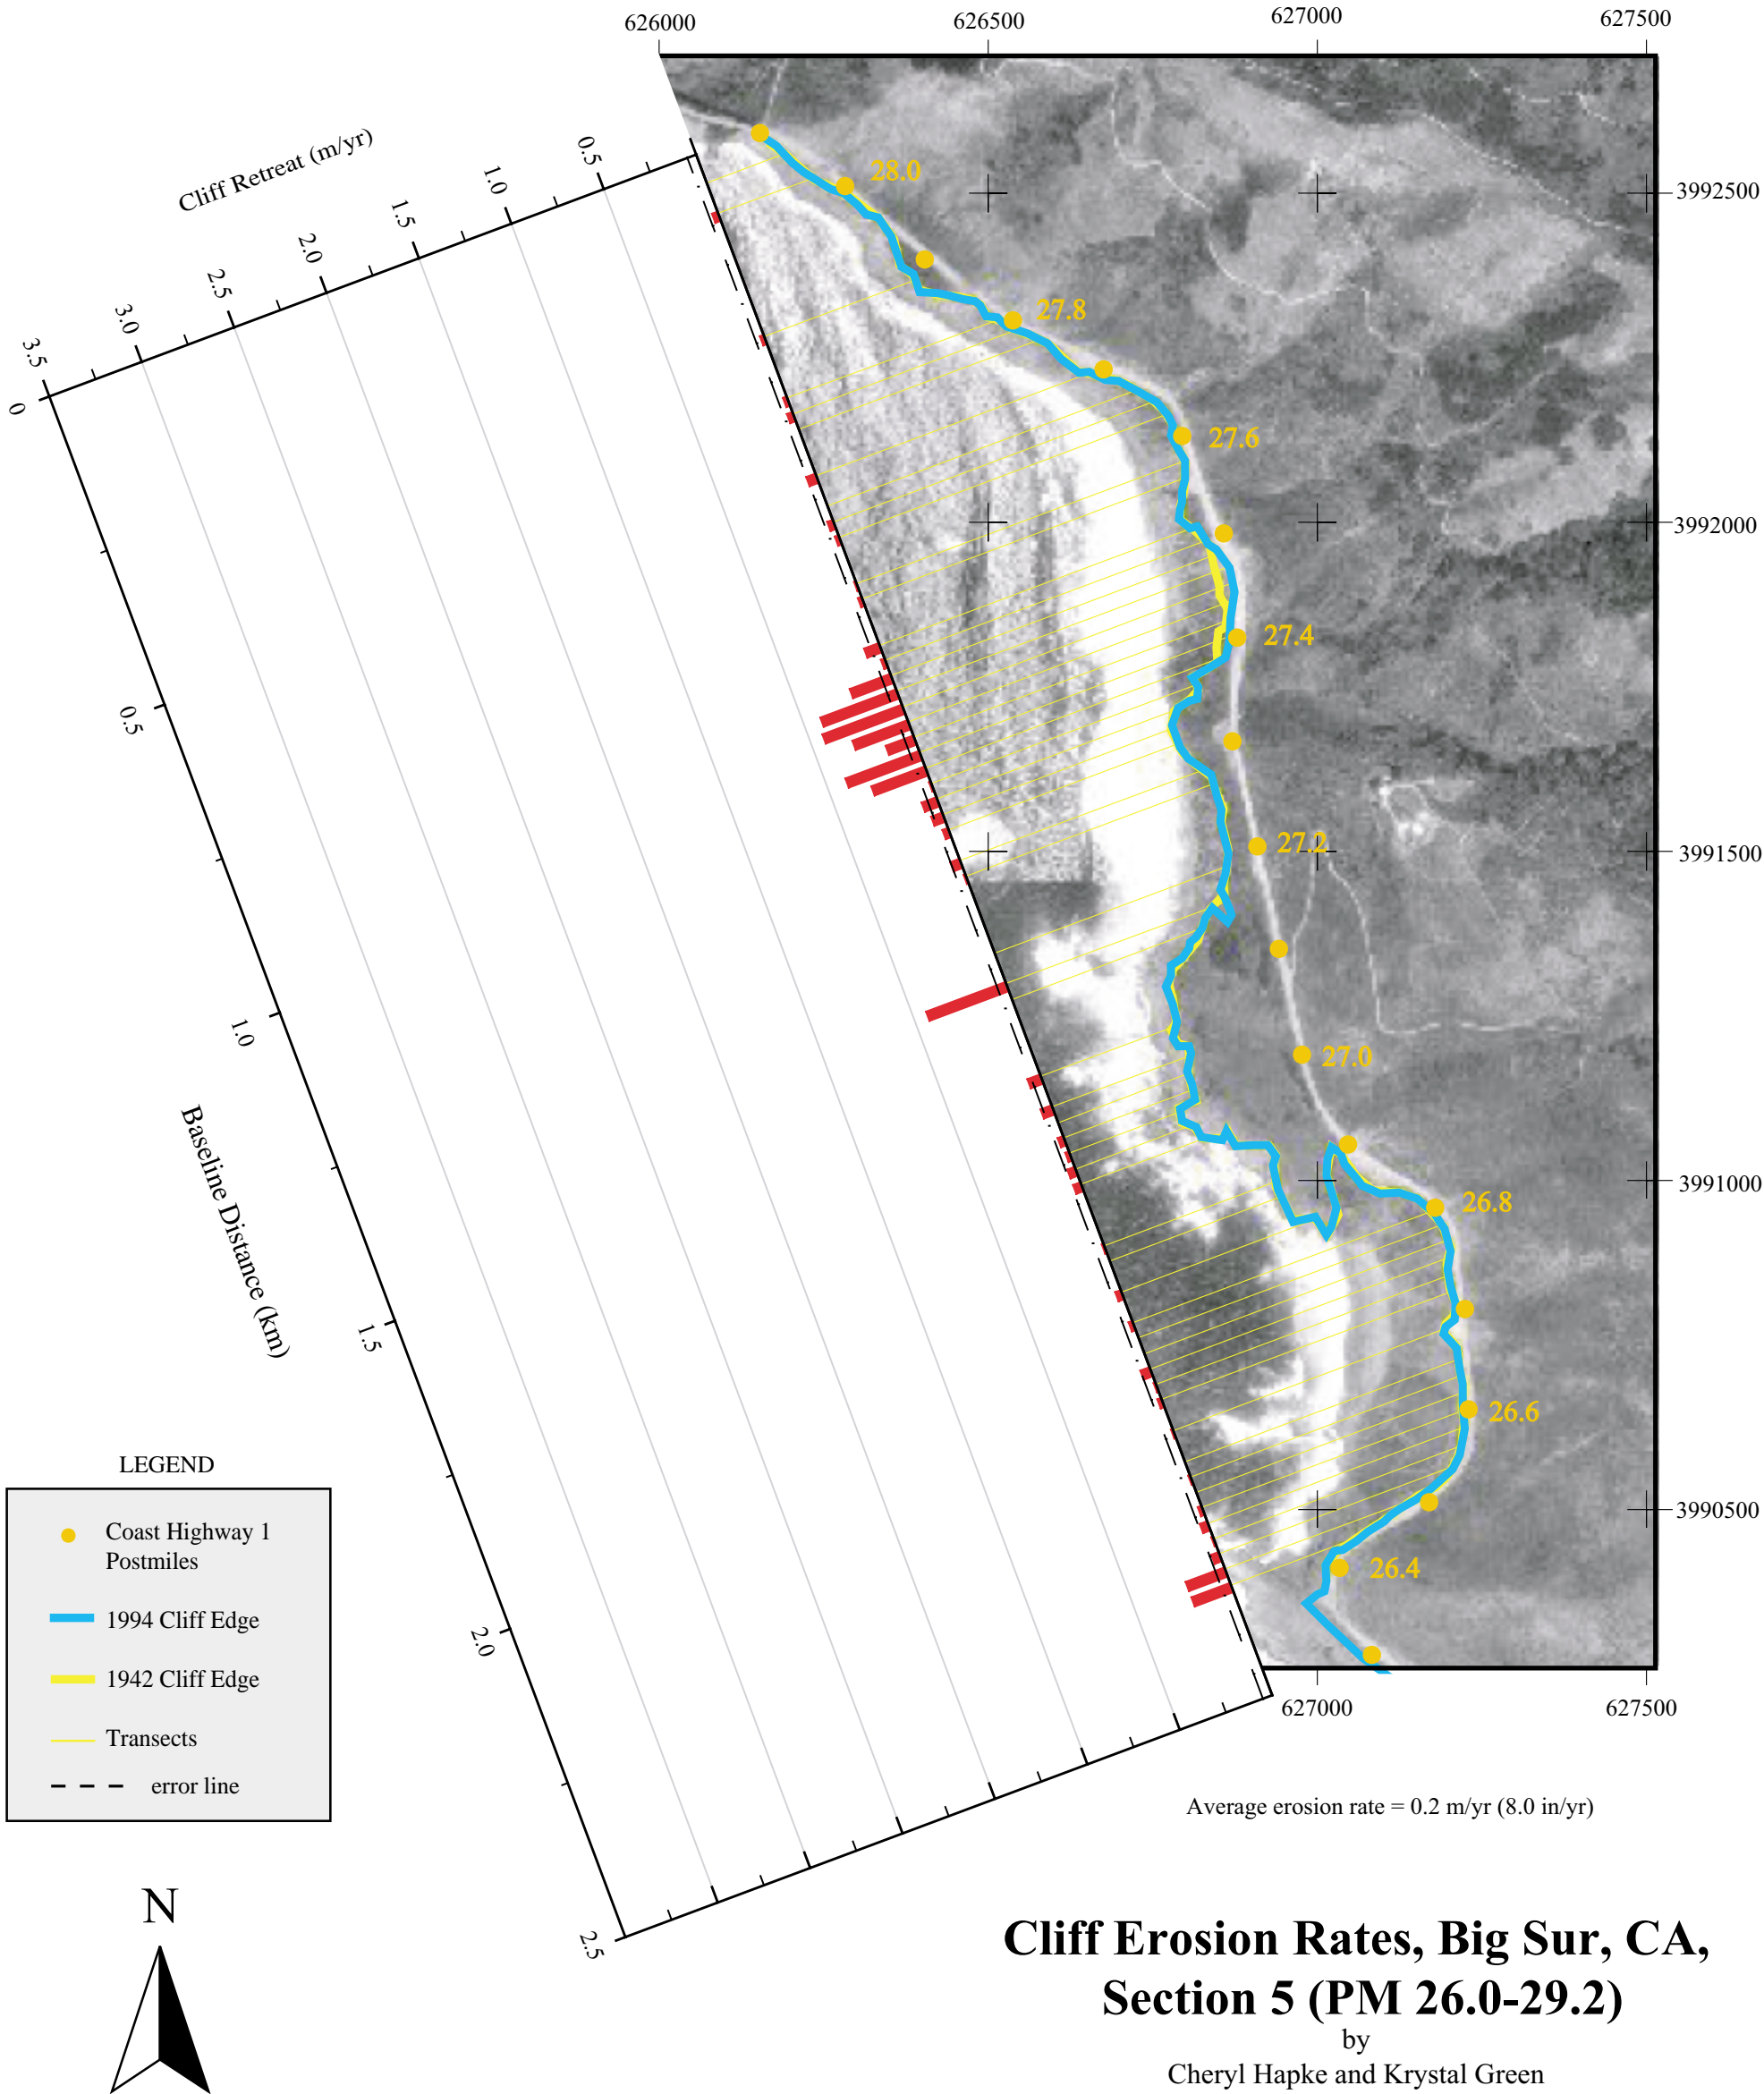 626000
626500
627000
627500
Cliff Retreat (m/yr)
0.5
1.0
1.5
2.0
2.5
3.0
3.5
0
0.5
1.0
1.5
2.0
2.5
Baseline Distance (km)
28.0
27.8
27.6
27.4
27.2
27.0
26.8
26.6
26.4
3992500
3992000
3991500
3991000
3990500
627000
627500
LEGEND
Coast Highway 1
Postmiles
1994 Cliff Edge
1942 Cliff Edge
Transects
error line
N
Average erosion rate = 0.2 m/yr (8.0 in/yr)
Cliff Erosion Rates, Big Sur, CA,
Section 5 (PM 26.0-29.2)
by
Cheryl Hapke and Krystal Green